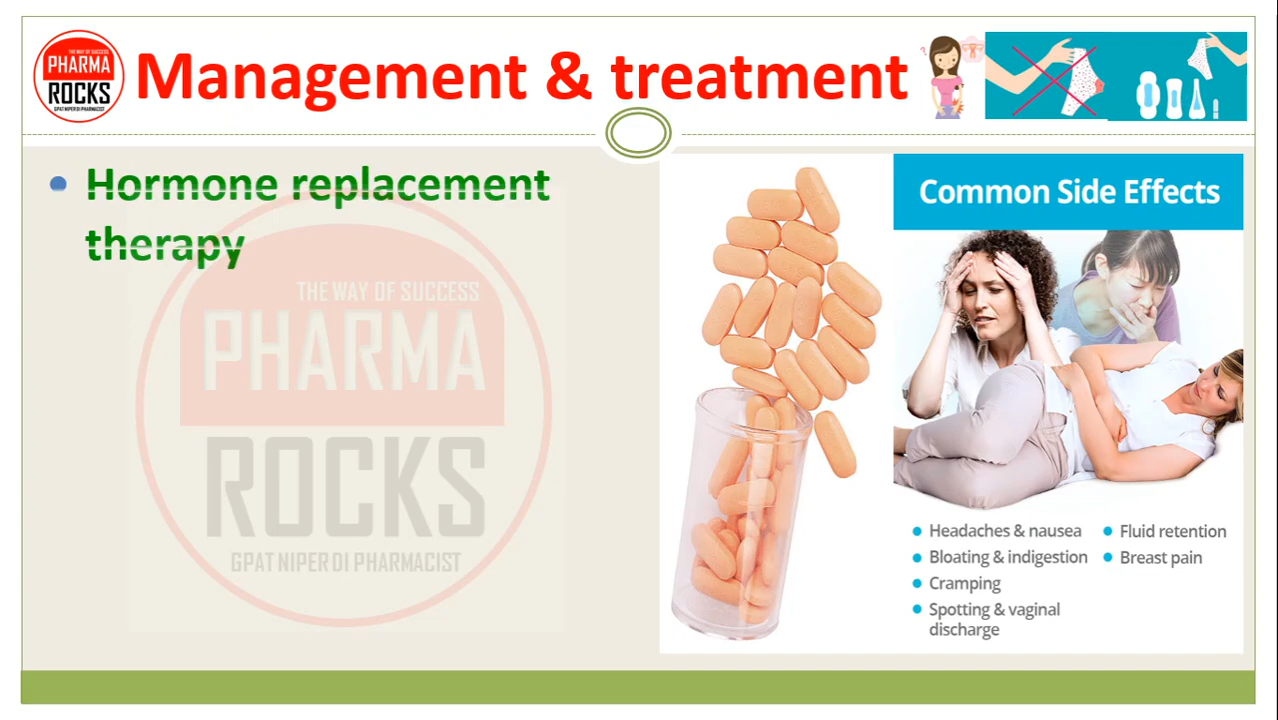 THE WAY OF SUCCESS
PHARMA
ROCKS
GPAT NIPER DI PHARMACIST
Management & treatment
Hormone replacement
therapy
THE WAY OF SUCCESS
PHARMA
ROCKS
GPAT NIPER DI PHARMACIST
Common Side Effects
Headaches & nausea
Bloating & indigestion
Cramping
Spotting & vaginal
discharge
Fluid retention
Breast pain